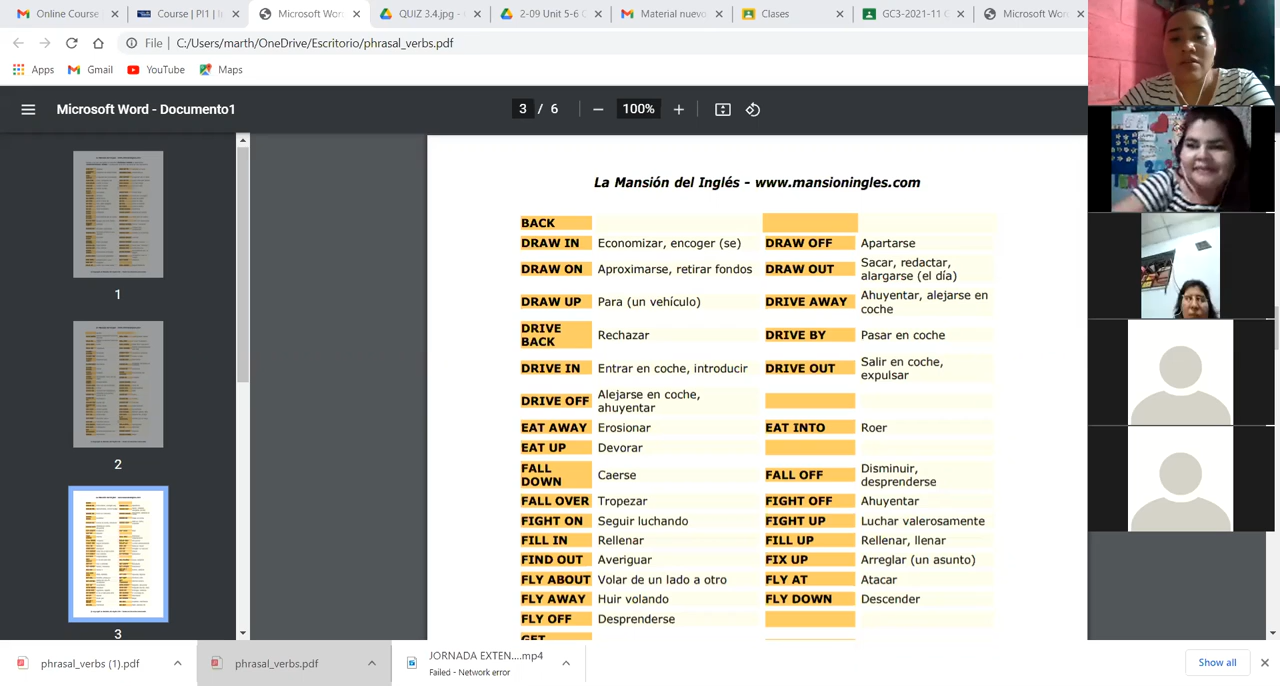 Online Course
Course | PI1 | I
Microsoft Word
QUIZ 3.4.jpg -
2-09 Unit 5-6
Material nuevo
Clases
GC3-2021-11
Microsoft Wor
File | C:/Users/marth/OneDrive/Escritorio/phrasal_verbs.pdf
Apps Gmail YouTube Maps
Microsoft Word - Documento1
3 / 6
100%
1
2
3
La Mansión del Inglés - www.mansioningles.com
BACK
DRAW IN Economizar, encoger (se) DRAW OFF Apartarse
DRAW ON Aproximarse, retirar fondos DRAW OUT Sacar, redactar,
alargarse (el día)
DRAW UP Para (un vehículo) DRIVE AWAY Ahuyentar, alejarse en
coche
DRIVE
BACK Rechazar DRIVE BY Pasar en coche
DRIVE IN Entrar en coche, introducir DRIVE OUT Salir en coche,
expulsar
DRIVE OFF Alejarse en coche,
ahuyentar
EAT AWAY Erosionar EAT INTO Roer
EAT UP Devorar
FALL
DOWN Caerse FALL OFF Disminuir,
desprenderse
FALL OVER Tropezar FIGHT OFF Ahuyentar
FIGHT ON Seguir luchando FIGHT UP Luchar valerosamente
FILL IN Rellenar FILL UP Rellenar, llenar
FIND OUT Averiguar FIX UP Arreglar (un asunto)
FLY ABOUT Volar de un lado a otro FLY AT Atacar
FLY AWAY Huir volando FLY DOWN Descender
FLY OFF Desprenderse
GET
phrasal_verbs (1).pdf
phrasal_verbs.pdf
JORNADA EXTEN....mp4
Failed - Network error
Show all